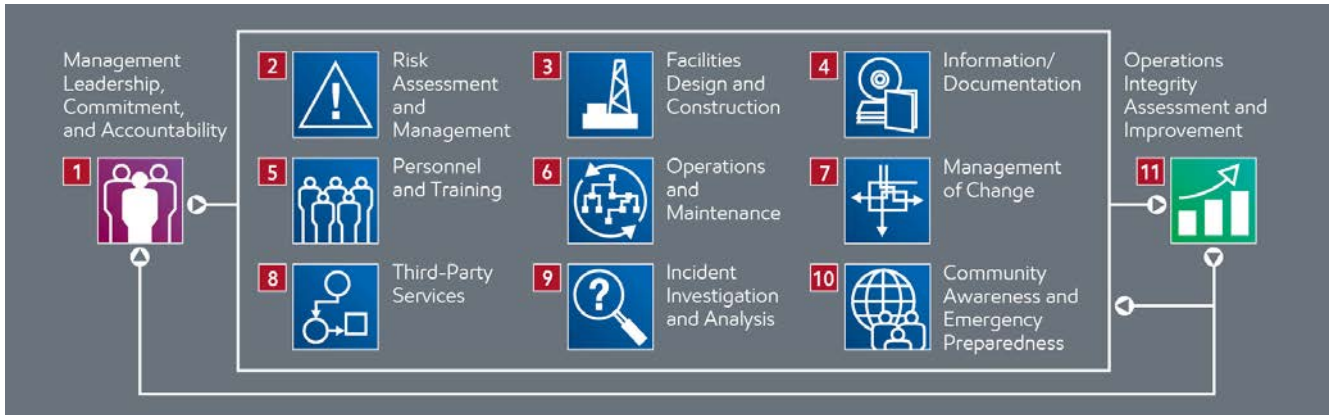 Management
Leadership,
Commitment,
and Accountability
1
2
Risk
Assessment
and
Management
3
Facilities
Design and
Construction
4
Information/
Documentation
5
Personnel
and Training
6
Operations
and
Maintenance
7
Management
of Change
8
Third-Party
Services
9
Incident
Investigation
and Analysis
10
Community
Awareness and
Emergency
Preparedness
Operations
Integrity
Assessment and
Improvement
11